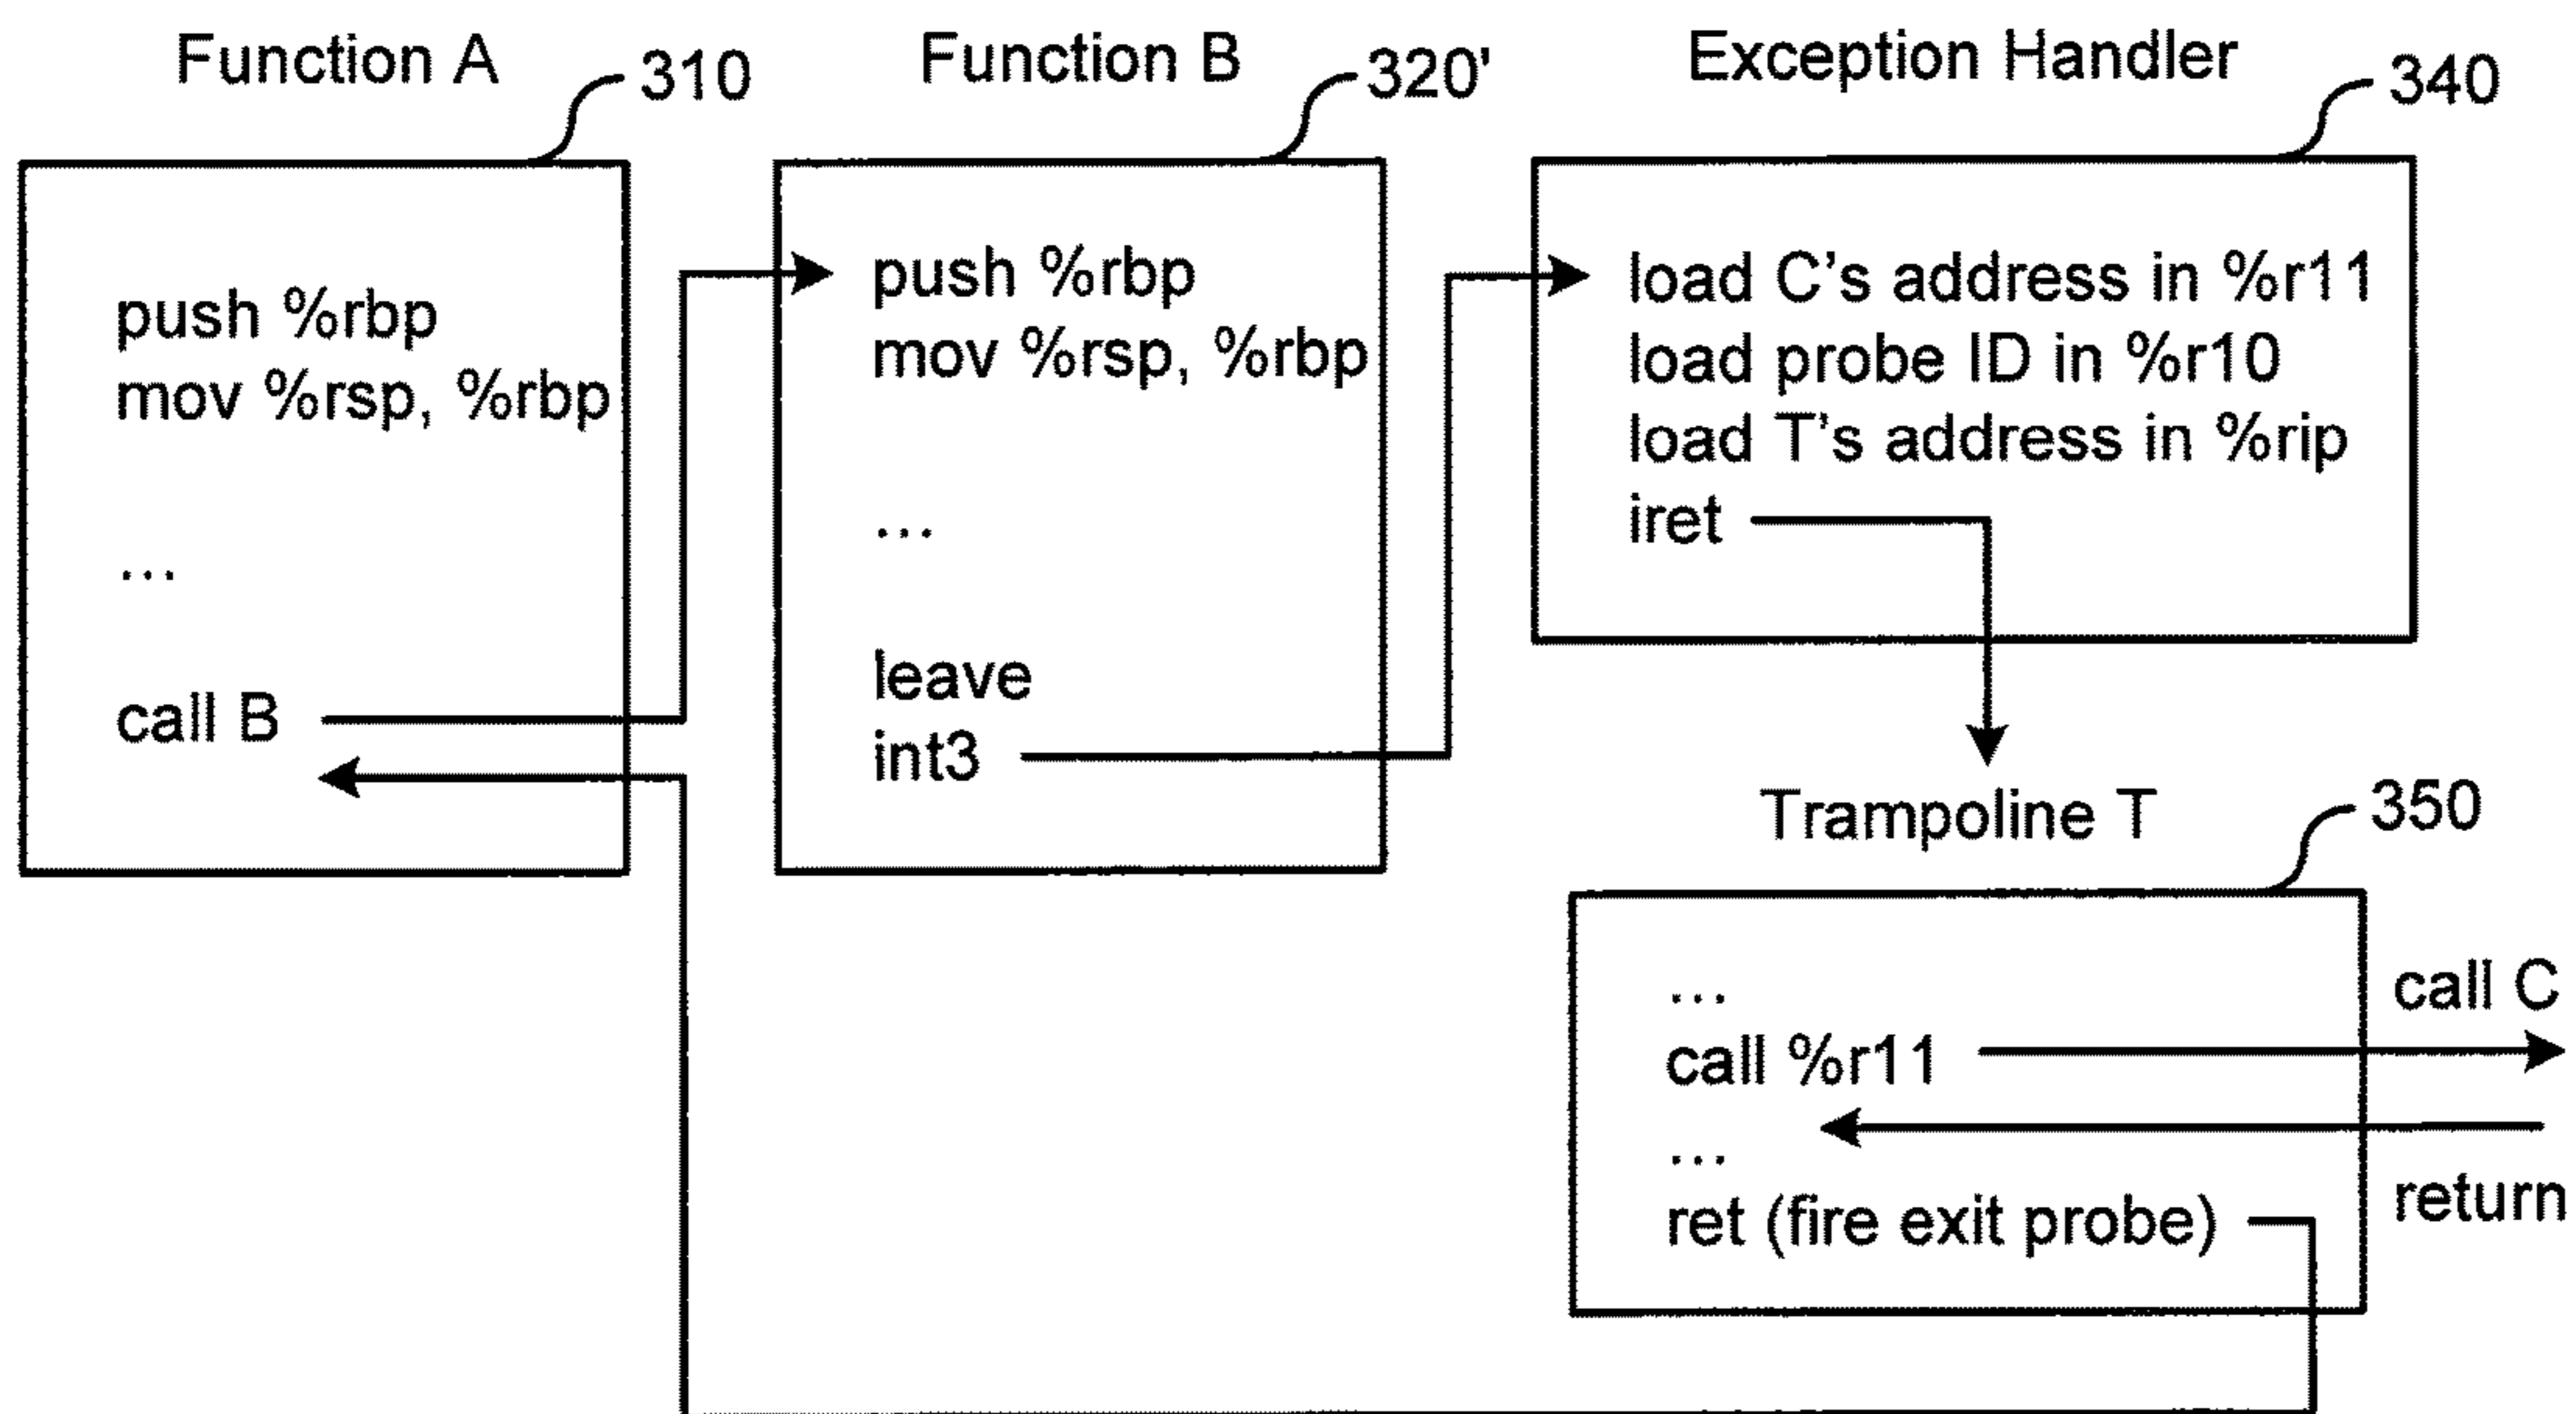 Function A
310
push %rbp
mov %rsp, %rbp
...
call B
Function B
320'
push %rbp
mov %rsp, %rbp
...
leave
int3
Exception Handler
340
load C's address in %r11
load probe ID in %r10
load T's address in %rip
iret
Trampoline T
350
...
call %r11
...
ret (fire exit probe)
call C
return